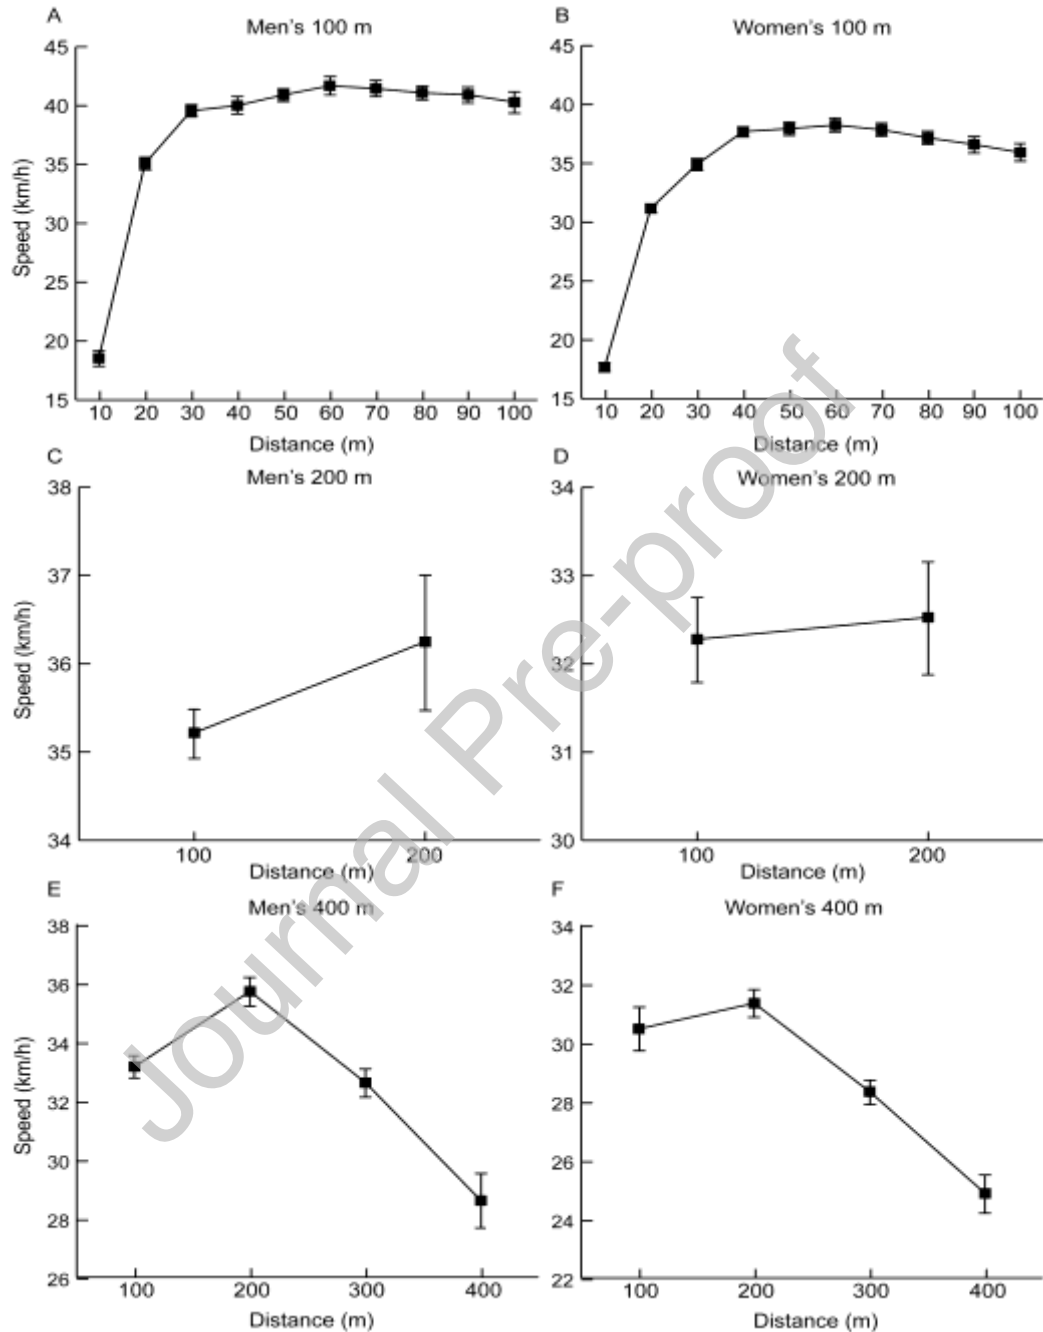 A
Men's 100 m
45
40
35
30
25
20
15
Speed (km/h)
10 20 30 40 50 60 70 80 90 100
Distance (m)
B
Women's 100 m
45
40
35
30
25
20
15
10 20 30 40 50 60 70 80 90 100
Distance (m)
C
Men's 200 m
38
37
36
35
34
Speed (km/h)
100 200
Distance (m)
D
Women's 200 m
34
33
32
31
30
100 200
Distance (m)
E
Men's 400 m
38
36
34
32
30
28
26
Speed (km/h)
100 200 300 400
Distance (m)
F
Women's 400 m
34
32
30
28
26
24
22
100 200 300 400
Distance (m)
Journal Pre-proof